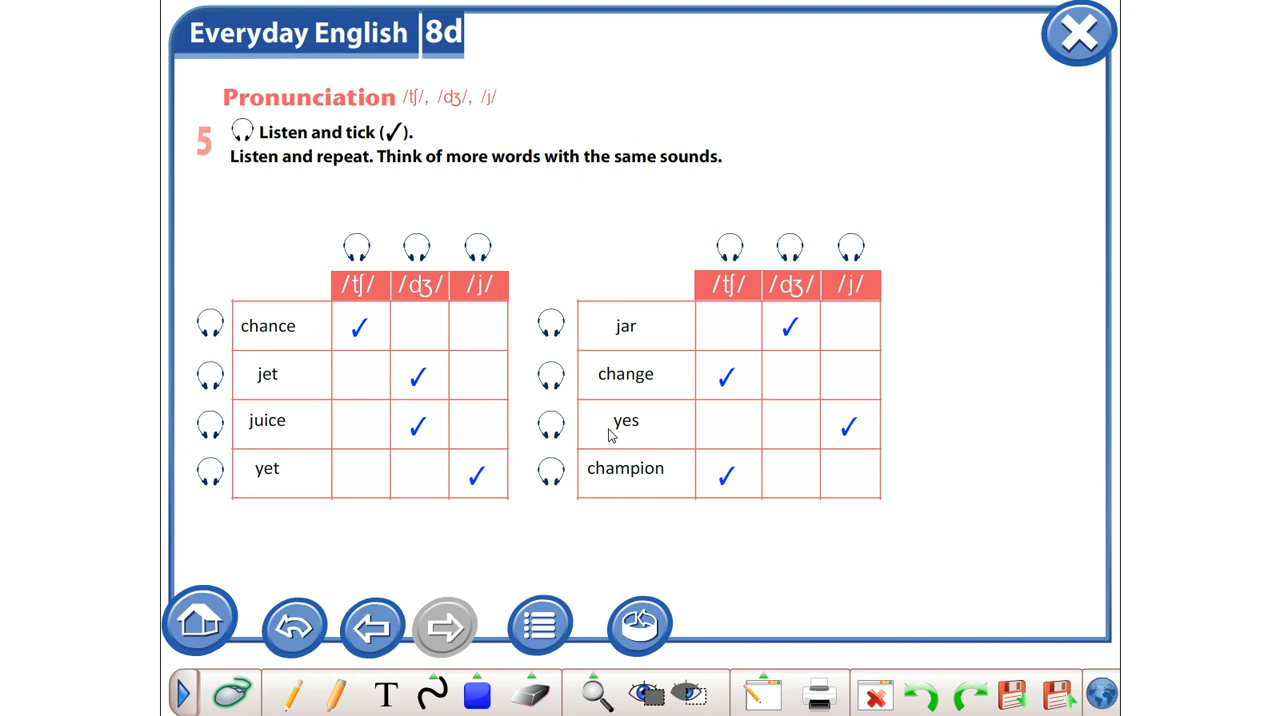 Everyday English 8d
Pronunciation /tʃ/, /dʒ/, /j/
5 Listen and tick (✓).
Listen and repeat. Think of more words with the same sounds.
/tʃ/ /dʒ/ /j/ /tʃ/ /dʒ/ /j/
chance ✓ jar ✓
jet ✓ change ✓
juice ✓ yes ✓
yet ✓ champion ✓
T